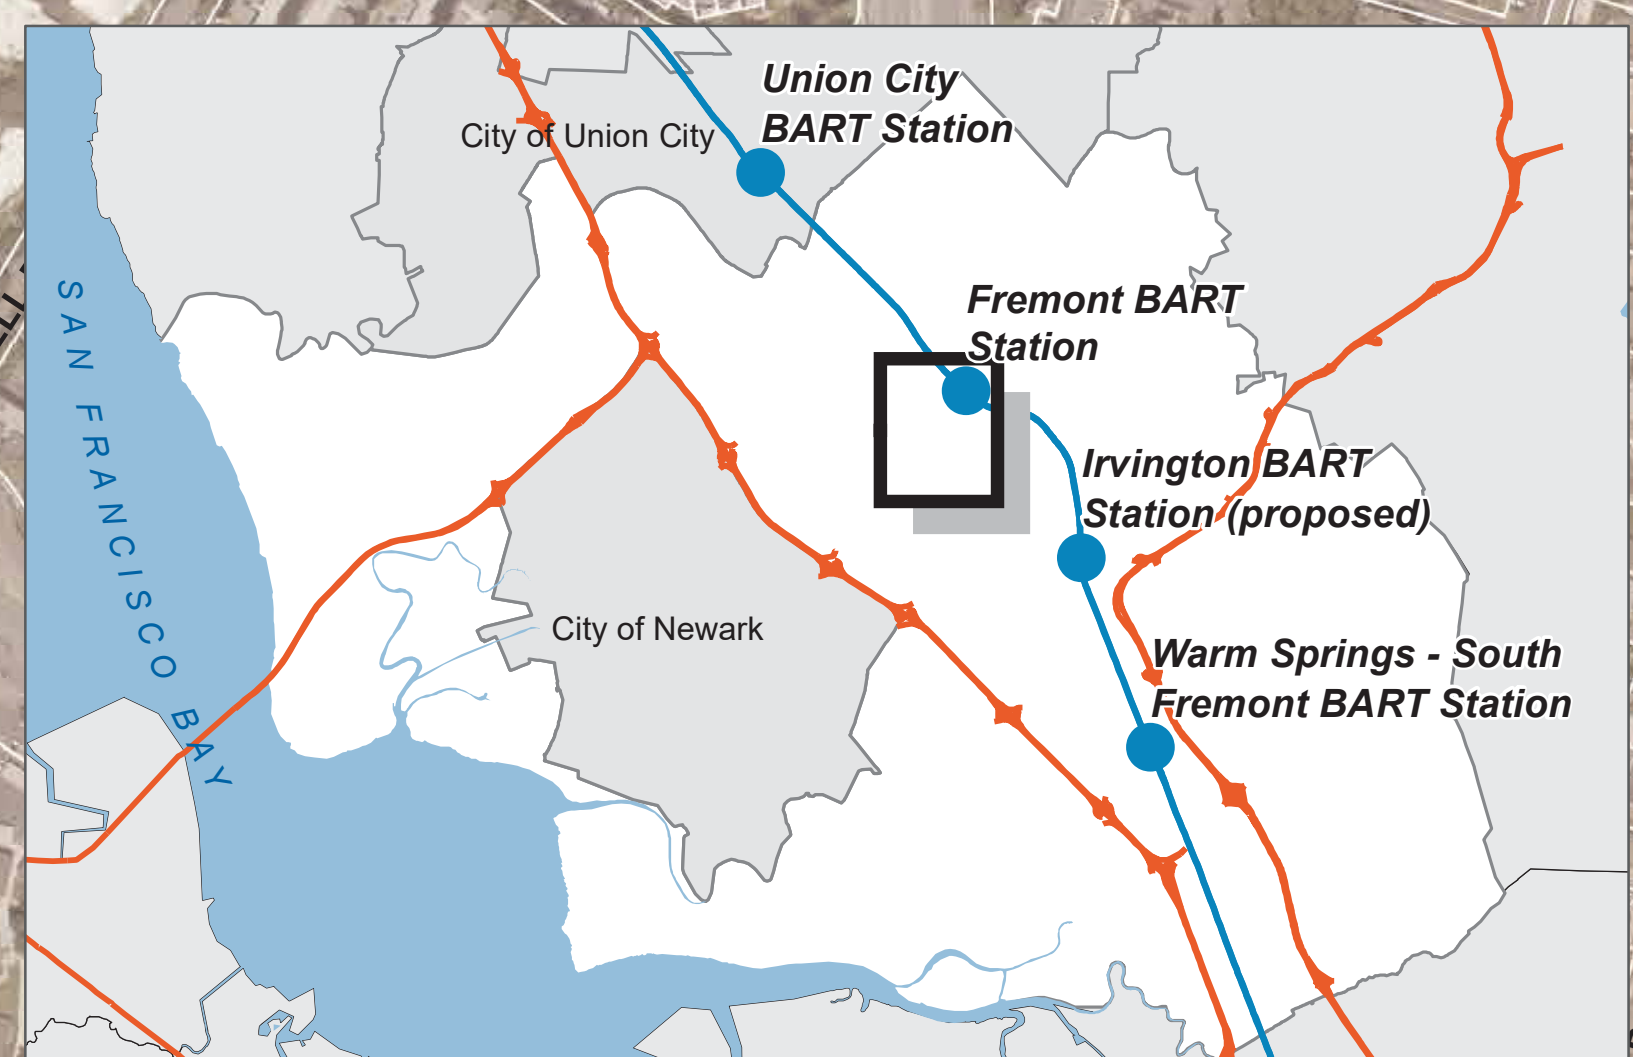 Union City
BART Station
City of Union City
SAN FRANCISCO BAY
Fremont BART
Station
Irvington BART
Station (proposed)
City of Newark
Warm Springs - South
Fremont BART Station